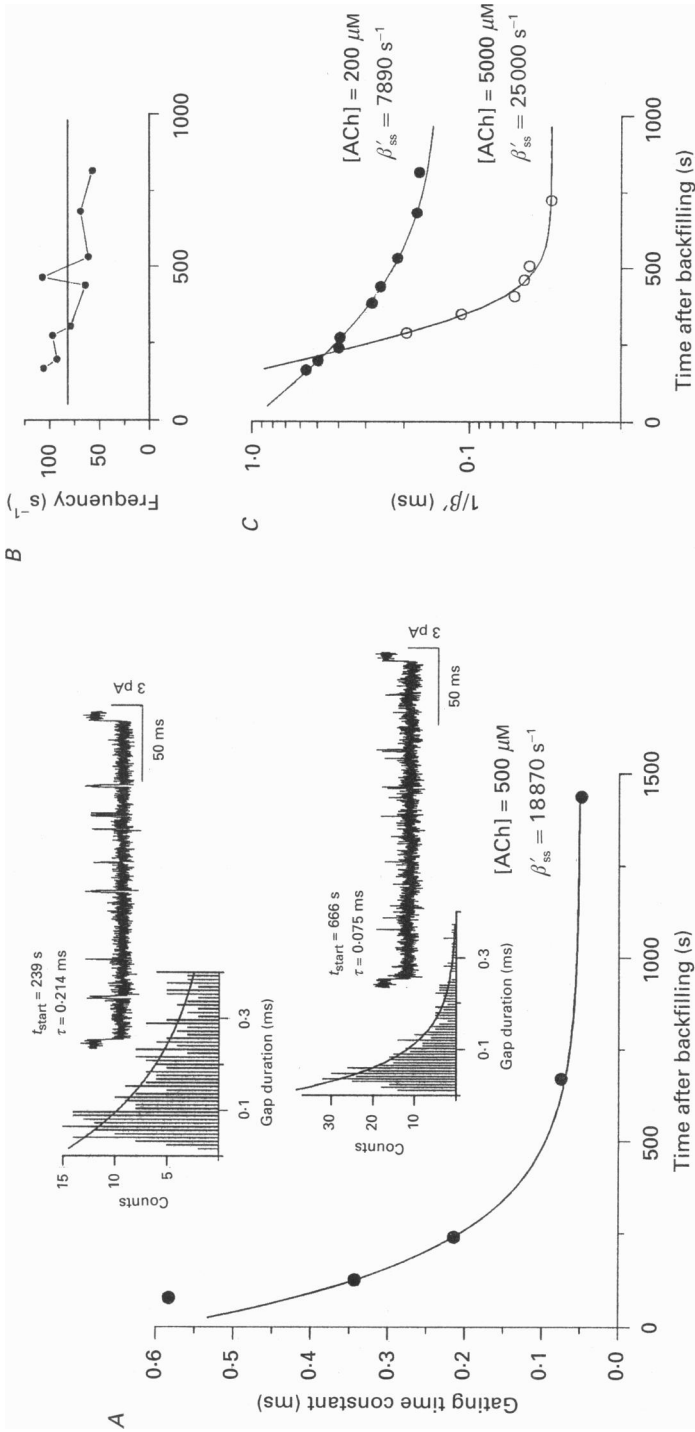 A
Gating time constant (ms)
0·6
0·5
0·4
0·3
0·2
0·1
0·0
0
500
1000
1500
Time after backfilling (s)
[ACh] = 500 μM
β′ss = 18870 s−1
Counts
15
10
5
0·1
0·3
Gap duration (ms)
tstart = 239 s
τ = 0·214 ms
3 pA
50 ms
Counts
30
20
10
0·1
0·3
Gap duration (ms)
tstart = 666 s
τ = 0·075 ms
3 pA
50 ms
B
Frequency (s−1)
100
50
0
0
500
1000
C
1/β′ (ms)
1·0
0·1
0
500
1000
Time after backfilling (s)
[ACh] = 200 μM
β′ss = 7890 s−1
[ACh] = 5000 μM
β′ss = 25000 s−1